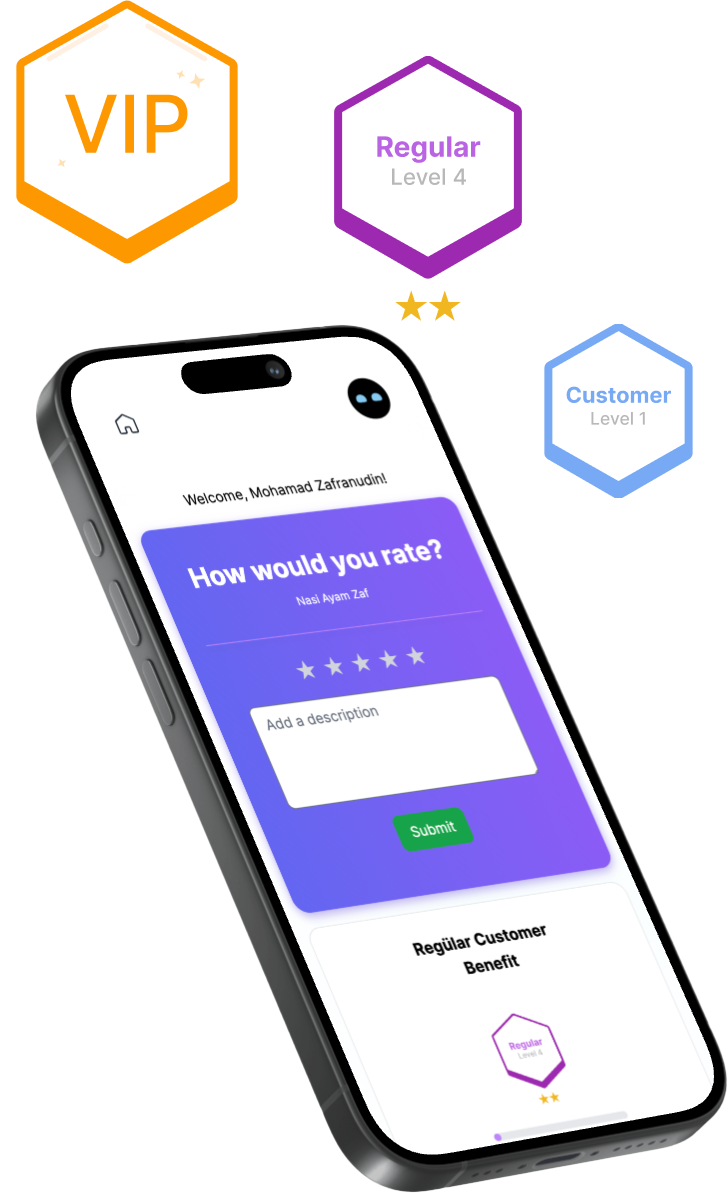 VIP
Regular
Level 4
Customer
Level 1
Welcome, Mohamad Zafranudin!
How would you rate?
Nasi Ayam Zaf
Add a description
Submit
Regülar Customer
Benefit
Regular
Level 4